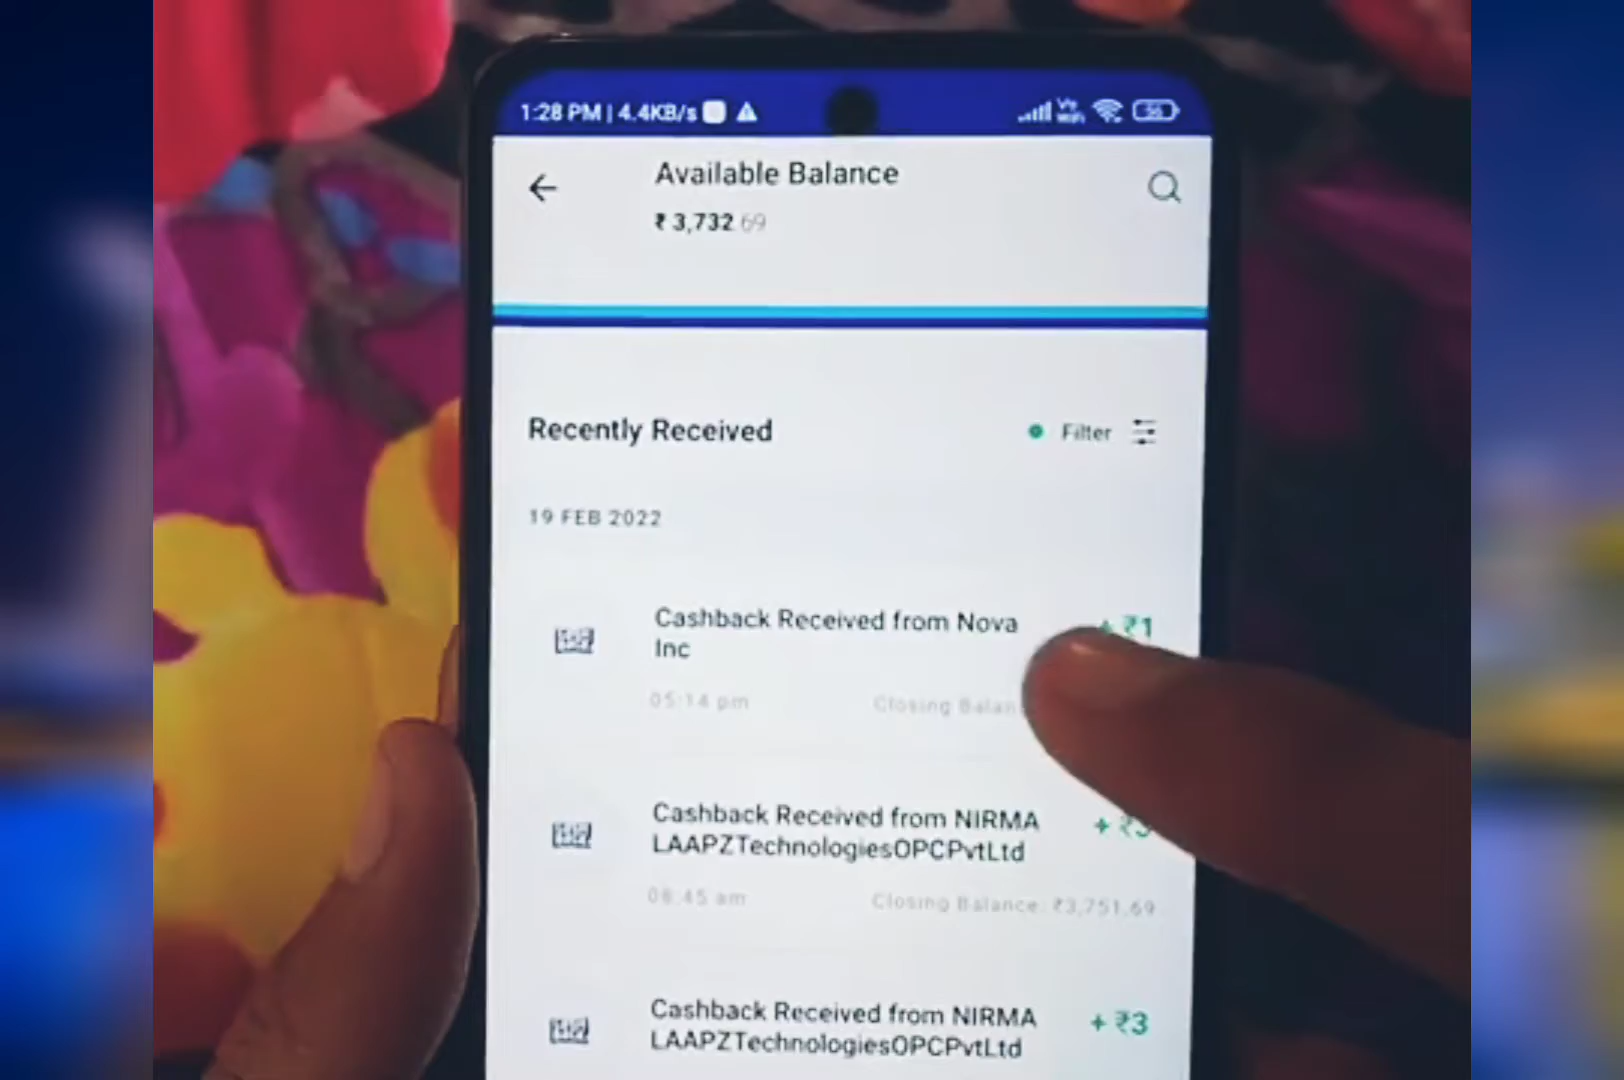 1:28 PM | 4.4KB/s
Available Balance
₹ 3,732.69
Recently Received
Filter
19 FEB 2022
Cashback Received from Nova
Inc
+ ₹1
05:14 pm
Closing
Cashback Received from NIRMA
LAAPZTechnologiesOPCPvtLtd
08:45 am
Closing Balance: ₹3,751.69
Cashback Received from NIRMA
LAAPZTechnologiesOPCPvtLtd
+ ₹3